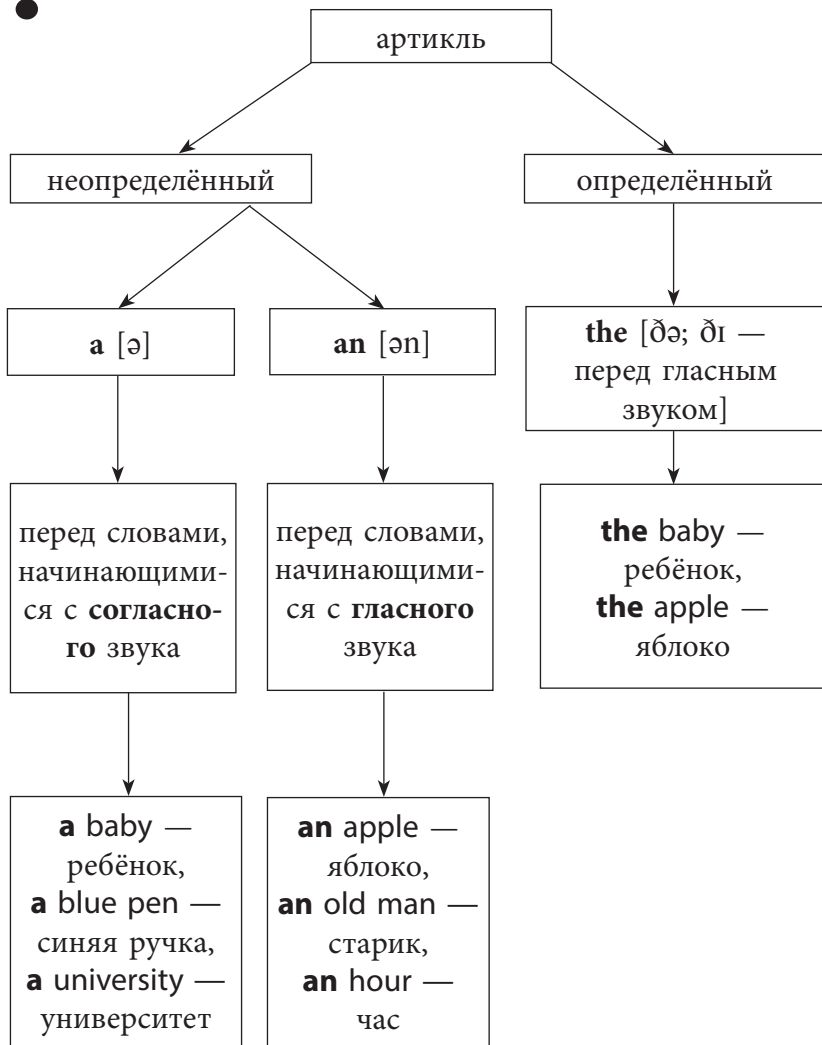 артикль
неопределённый
определённый
a [ə]
an [ən]
the [ðə; ðɪ —
перед гласным
звуком]
перед словами,
начинающими-
ся с согласно-
го звука
перед словами,
начинающими-
ся с гласного
звука
the baby —
ребёнок,
the apple —
яблоко
a baby —
ребёнок,
a blue pen —
синяя ручка,
a university —
университет
an apple —
яблоко,
an old man —
старик,
an hour —
час